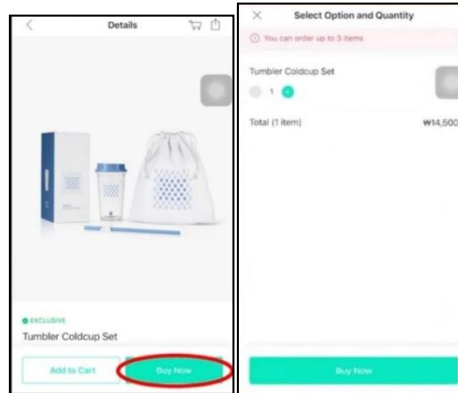 Details
EXCLUSIVE
Tumbler Coldcup Set
Add to Cart
Buy Now
Select Option and Quantity
You can order up to 3 items
Tumbler Coldcup Set
1
Total (1 item) ₩14,500
Buy Now